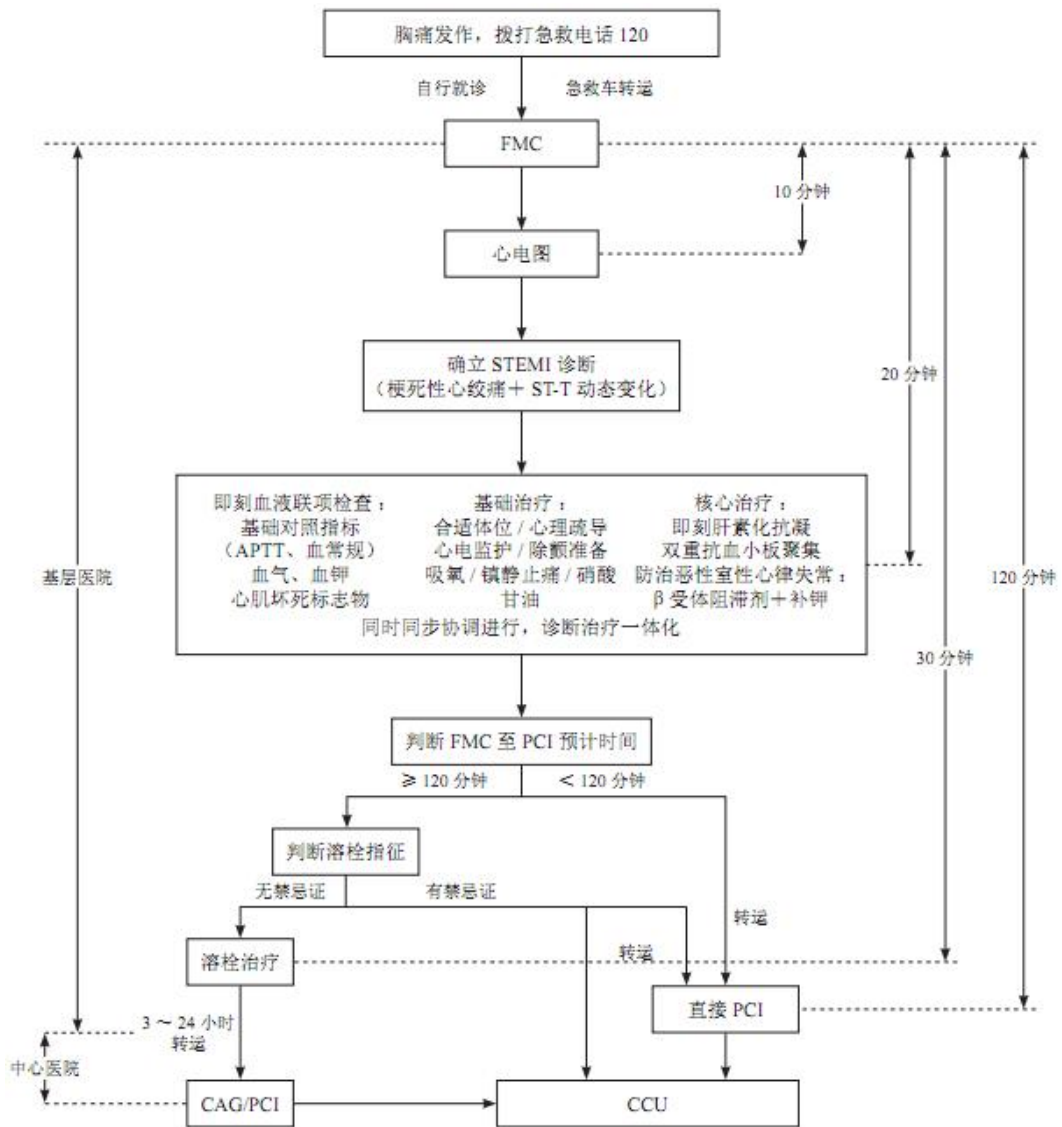 胸痛发作，拨打急救电话 120
自行就诊
急救车转运
FMC
10 分钟
心电图
确立 STEMI 诊断
（梗死性心绞痛＋ ST-T 动态变化）
20 分钟
即刻血液联项检查：
基础对照指标
（APTT、血常规）
血气、血钾
心肌坏死标志物
基础治疗：
合适体位 / 心理疏导
心电监护 / 除颤准备
吸氧 / 镇静止痛 / 硝酸
甘油
核心治疗：
即刻肝素化抗凝
双重抗血小板聚集
防治恶性室性心律失常：
β 受体阻滞剂＋补钾
同时同步协调进行，诊断治疗一体化
基层医院
120 分钟
30 分钟
判断 FMC 至 PCI 预计时间
≥ 120 分钟
＜ 120 分钟
判断溶栓指征
无禁忌证
有禁忌证
转运
溶栓治疗
转运
直接 PCI
3 ～ 24 小时
转运
中心医院
CAG/PCI
CCU